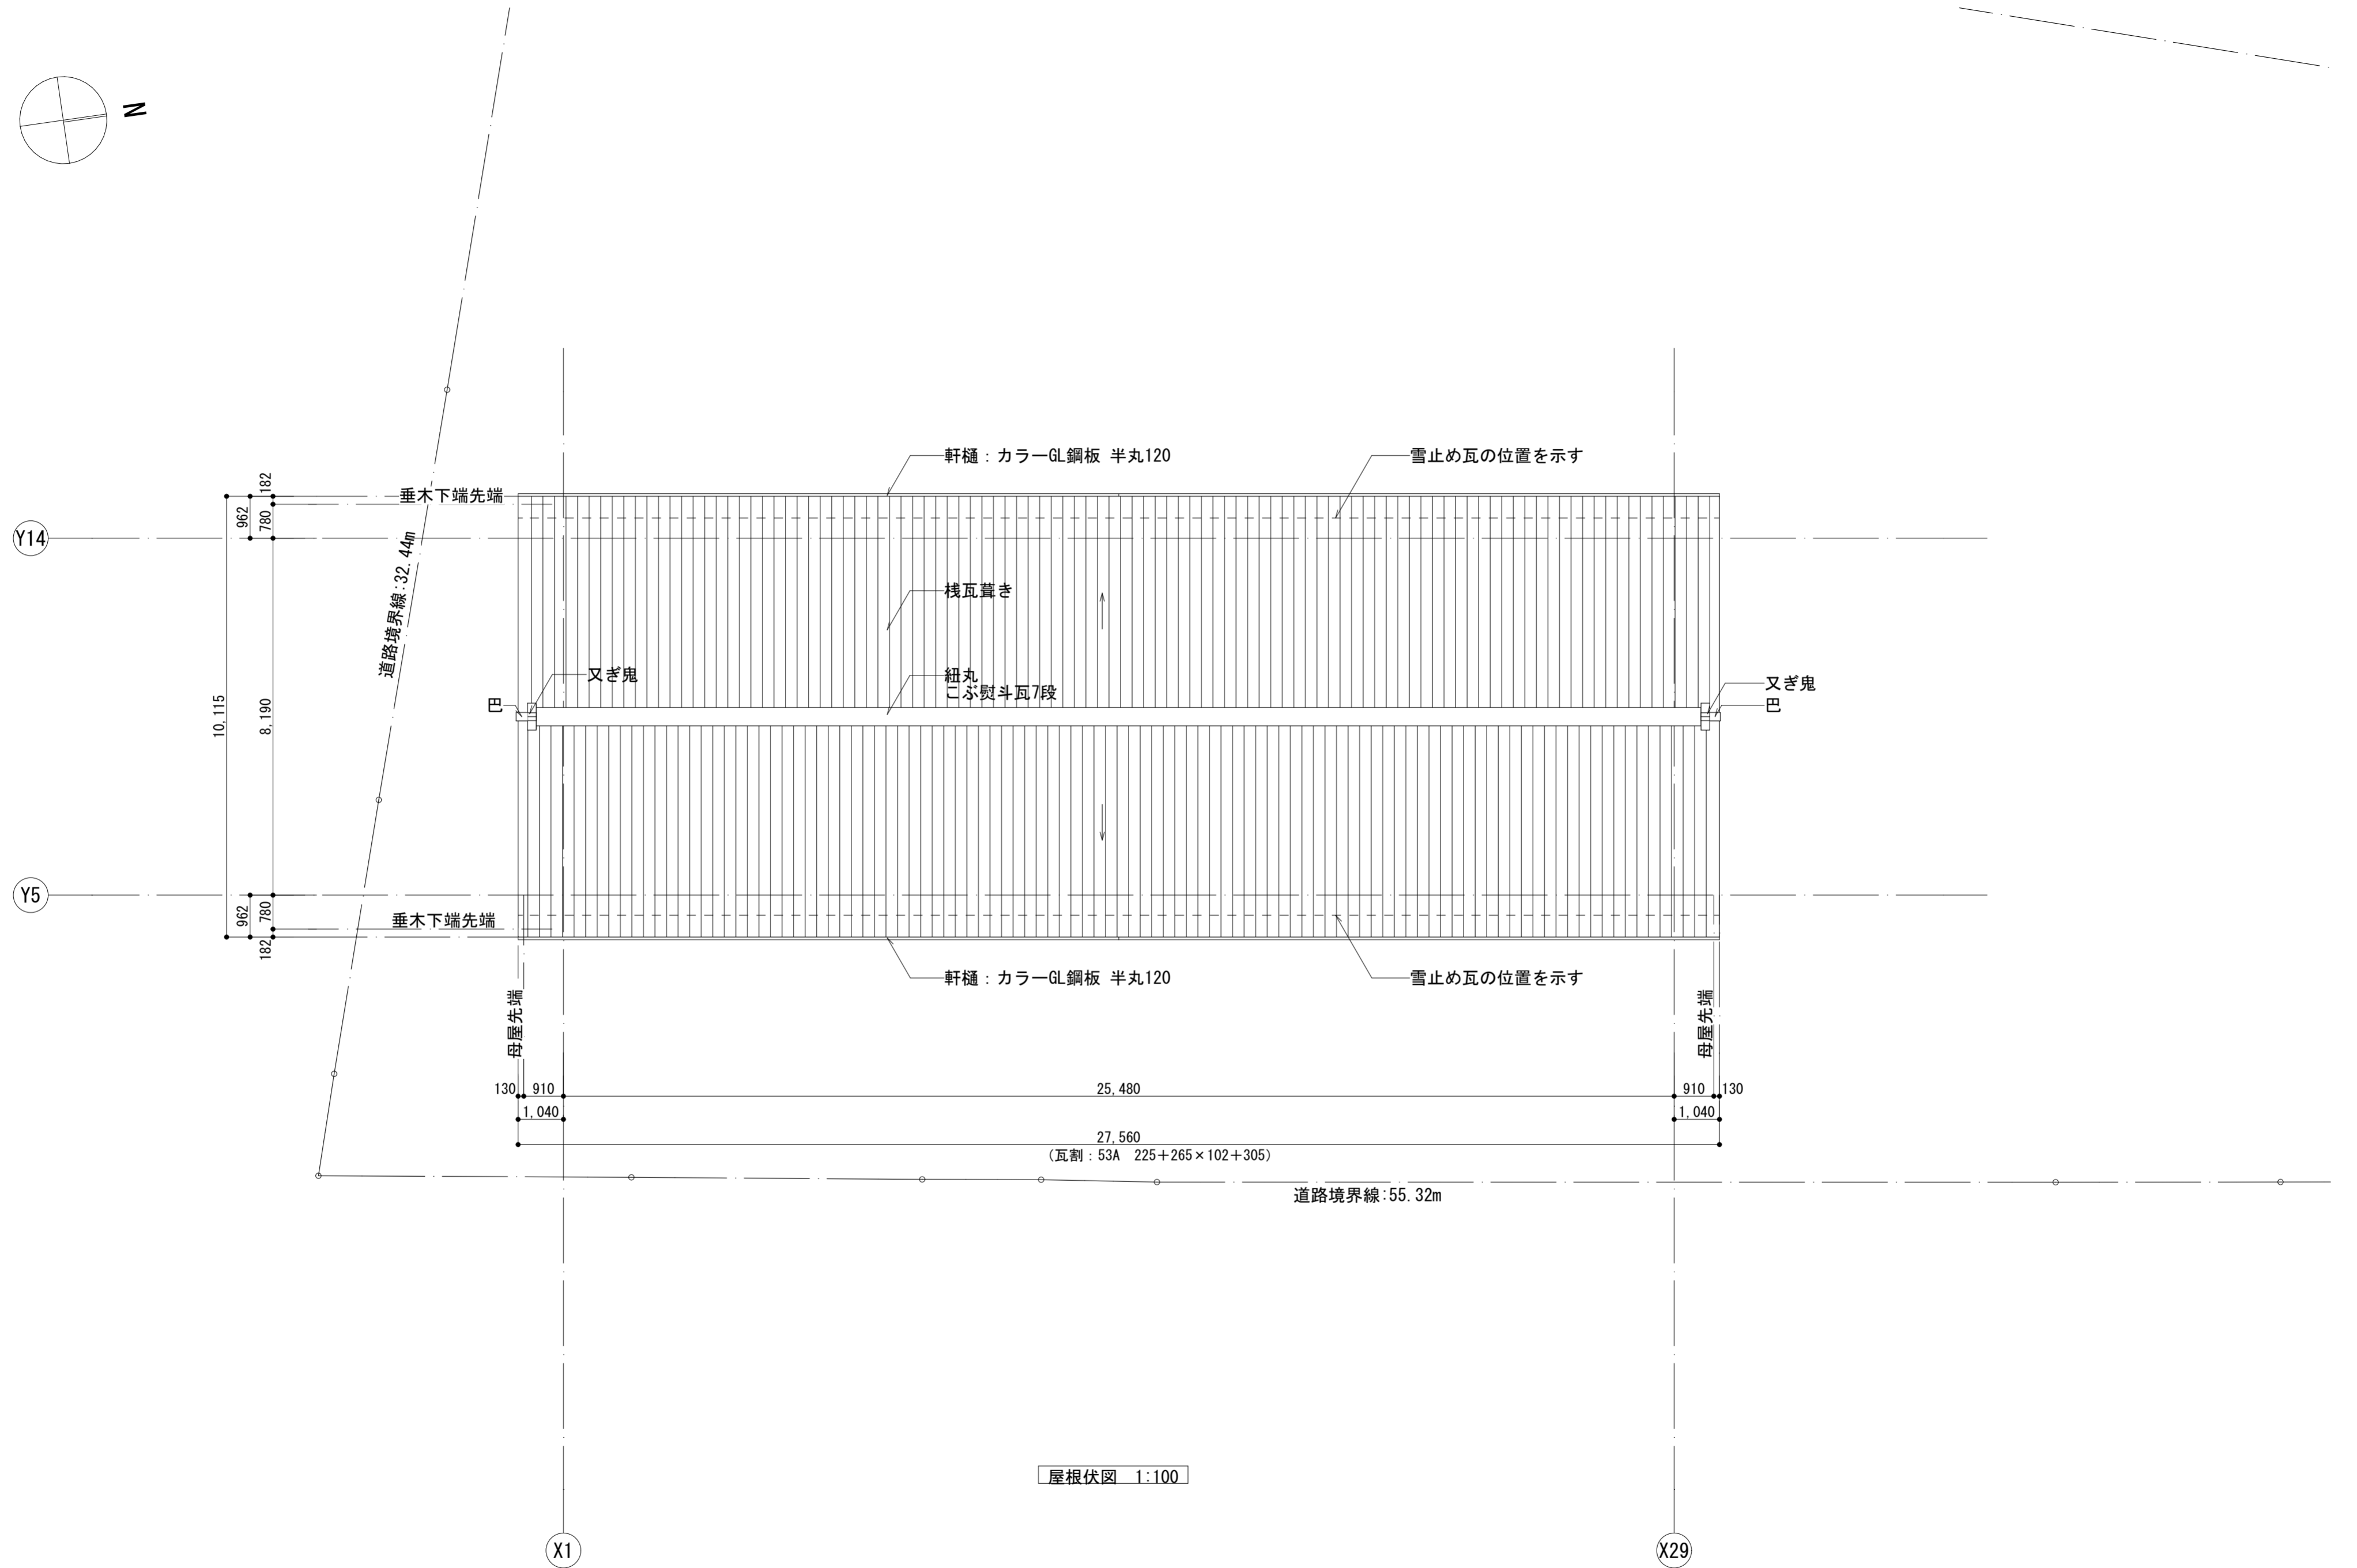 N
軒樋：カラーGL鋼板 半丸120
雪止め瓦の位置を示す
182
垂木下端先端
962
780
Y14
道路境界線:32.44m
桟瓦葺き
又ぎ鬼
紐丸
こぶ熨斗瓦7段
巴
又ぎ鬼
巴
10,115
8,190
Y5
962
780
垂木下端先端
182
軒樋：カラーGL鋼板 半丸120
雪止め瓦の位置を示す
母屋先端
母屋先端
130
910
25,480
910
130
1,040
1,040
27,560
（瓦割：53A　225＋265×102＋305）
道路境界線:55.32m
屋根伏図　1:100
X1
X29